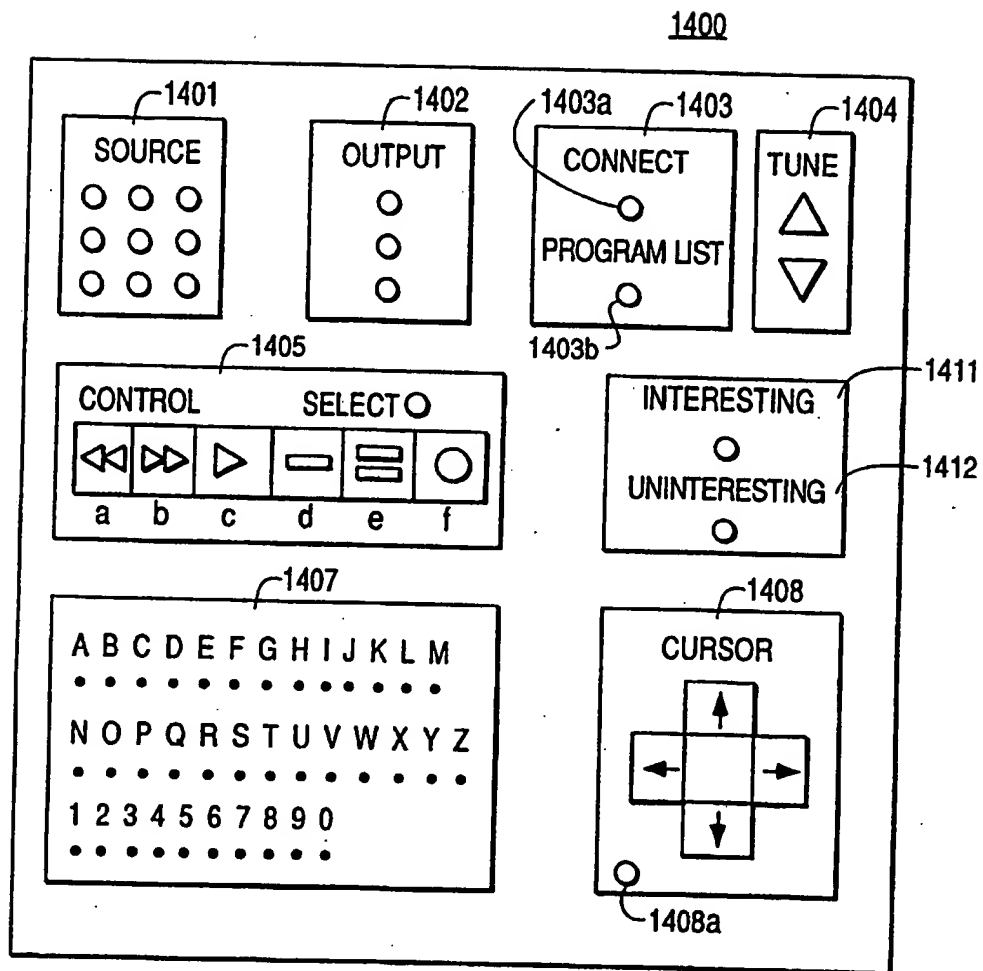 1400
1401
SOURCE
1402
OUTPUT
1403a
1403
CONNECT
PROGRAM LIST
1403b
1404
TUNE
1405
CONTROL SELECT
a b c d e f
1411
INTERESTING
1412
UNINTERESTING
1407
A B C D E F G H I J K L M
N O P Q R S T U V W X Y Z
1 2 3 4 5 6 7 8 9 0
1408
CURSOR
1408a